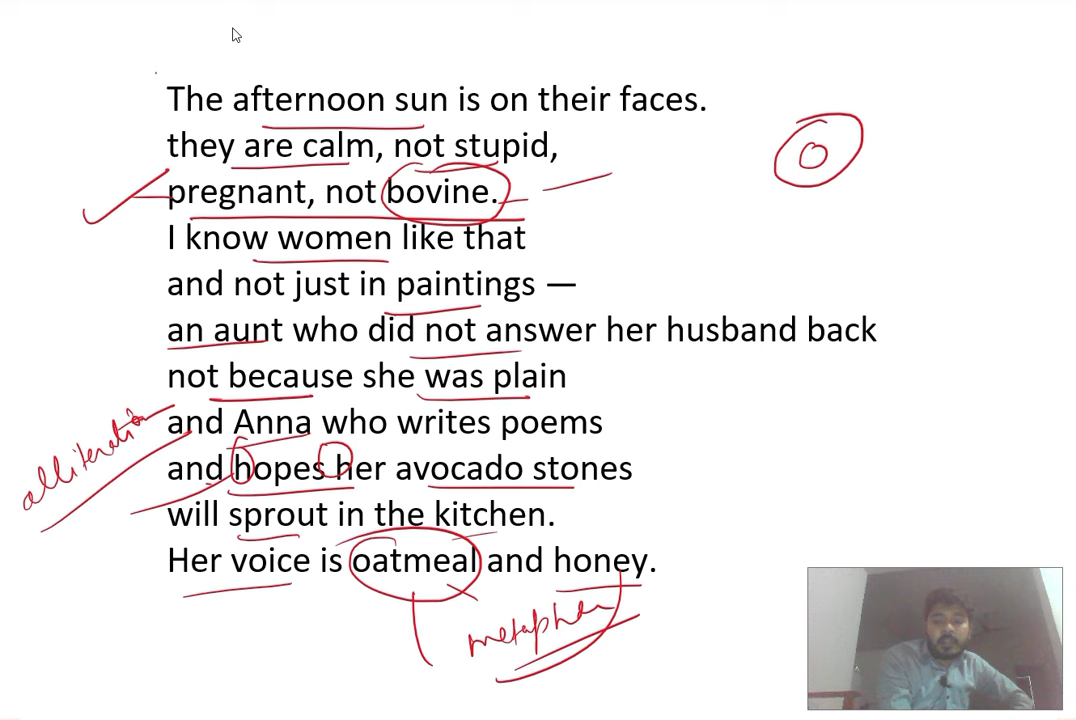 The afternoon sun is on their faces.
they are calm, not stupid,
pregnant, not bovine.
I know women like that
and not just in paintings —
an aunt who did not answer her husband back
not because she was plain
and Anna who writes poems
alliteration
and hopes her avocado stones
will sprout in the kitchen.
Her voice is oatmeal and honey.
metaphor